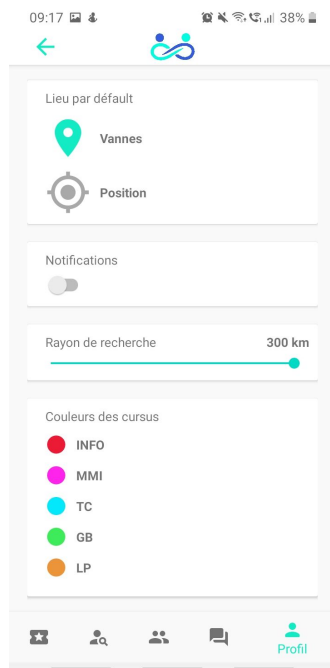 09:17 38%
Lieu par défault
Vannes
Position
Notifications
Rayon de recherche 300 km
Couleurs des cursus
INFO
MMI
TC
GB
LP
Profil